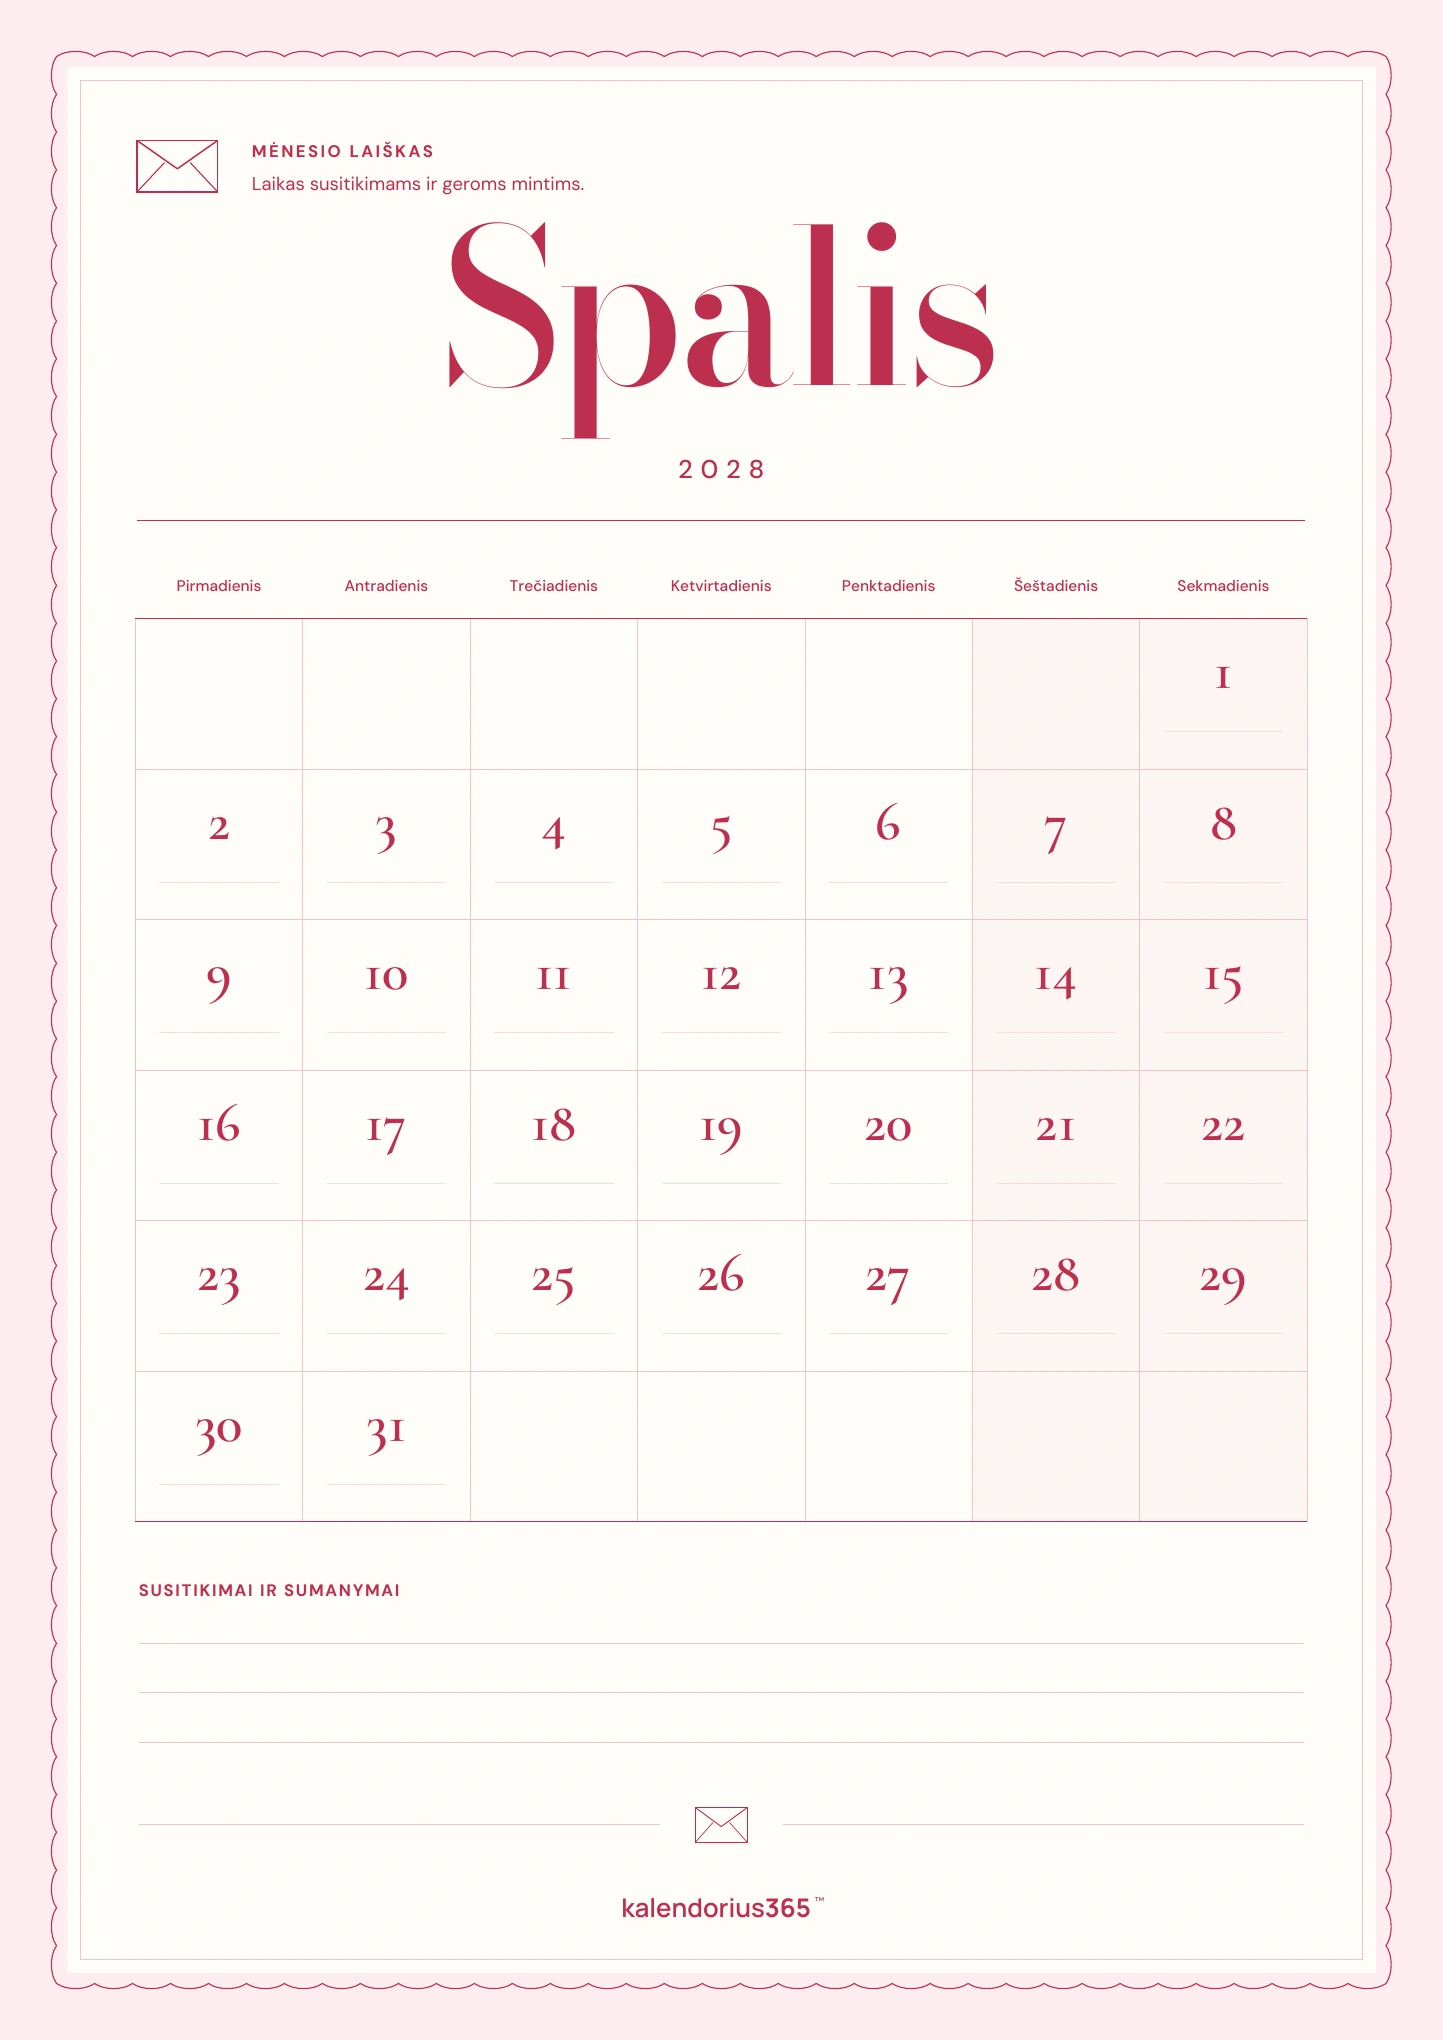 MĖNESIO LAIŠKAS
Laikas susitikimams ir geroms mintims.
Spalis
2028
Pirmadienis Antradienis Trečiadienis Ketvirtadienis Penktadienis Šeštadienis Sekmadienis
1
2 3 4 5 6 7 8
9 10 11 12 13 14 15
16 17 18 19 20 21 22
23 24 25 26 27 28 29
30 31
SUSITIKIMAI IR SUMANYMAI
kalendorius365™